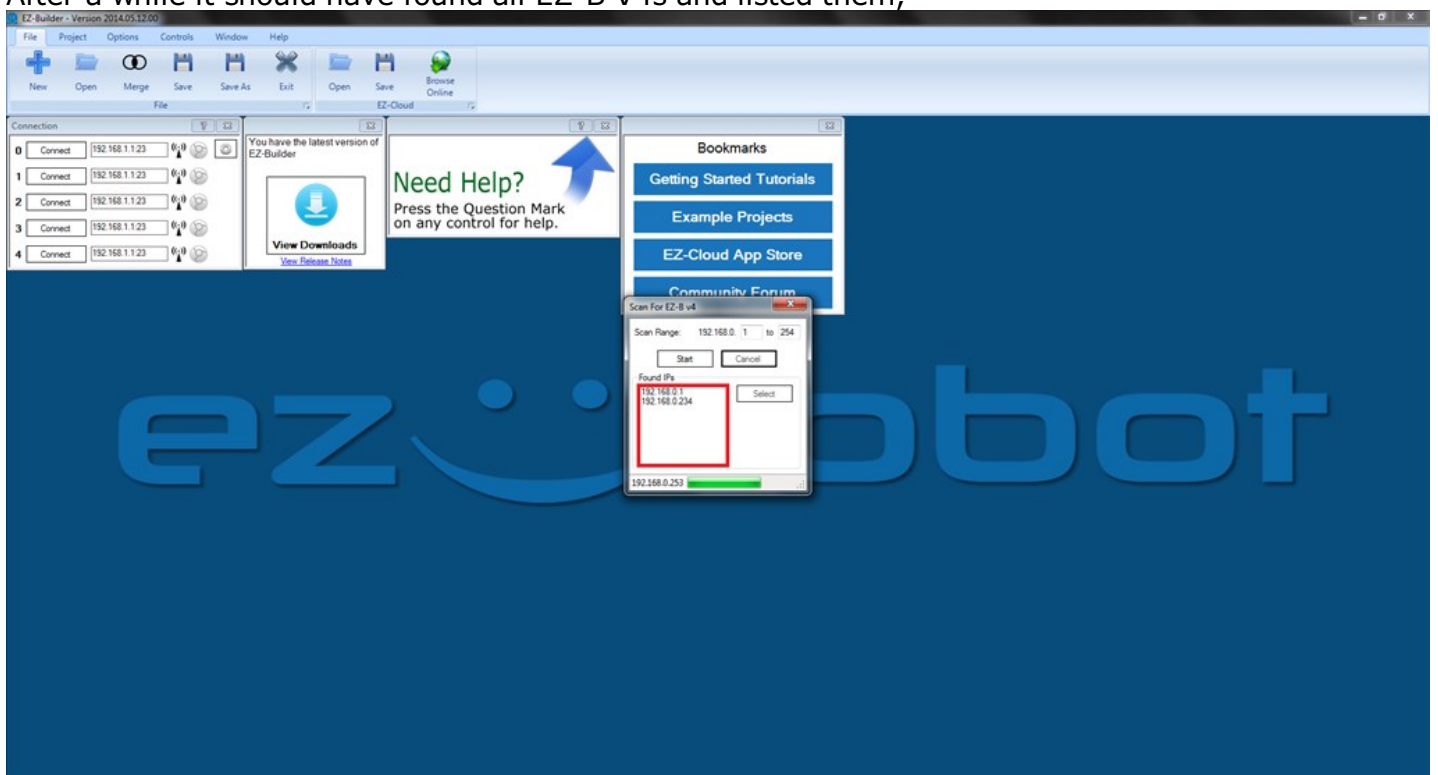 After a while it should have found all EZ-B v4s and listed them;
EZ-Builder - Version 2014.05.12.00
File Project Options Controls Window Help
New Open Merge Save Save As Exit Open Save Browse Online
File EZ-Cloud
Connection
0 Connect 192.168.1.1:23
1 Connect 192.168.1.1:23
2 Connect 192.168.1.1:23
3 Connect 192.168.1.1:23
4 Connect 192.168.1.1:23
You have the latest version of
EZ-Builder
View Downloads
View Release Notes
Need Help?
Press the Question Mark
on any control for help.
Bookmarks
Getting Started Tutorials
Example Projects
EZ-Cloud App Store
Community Forum
Scan For EZ-B v4
Scan Range: 192.168.0. 1 to 254
Start Cancel
Found IPs
192.168.0.1
192.168.0.234
Select
192.168.0.253
ez robot